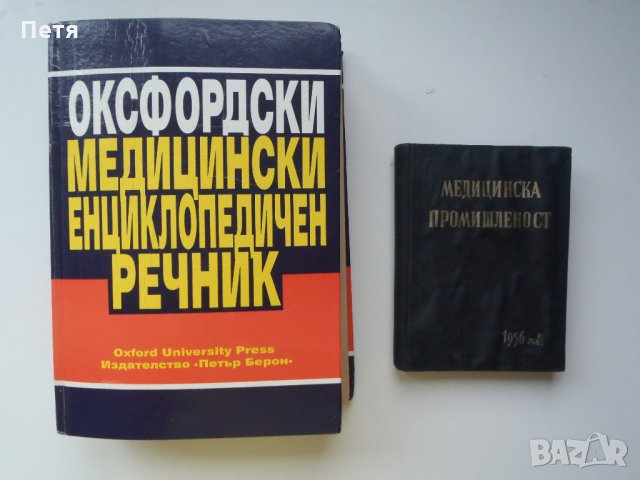 Петя
ОКСФОРДСКИ
МЕДИЦИНСКИ
ЕНЦИКЛОПЕДИЧЕН
РЕЧНИК
Oxford University Press
Издателство •Петър Берон•
МЕДИЦИНСКА
ПРОМИШЛЕНОСТ
1956
BAZAR